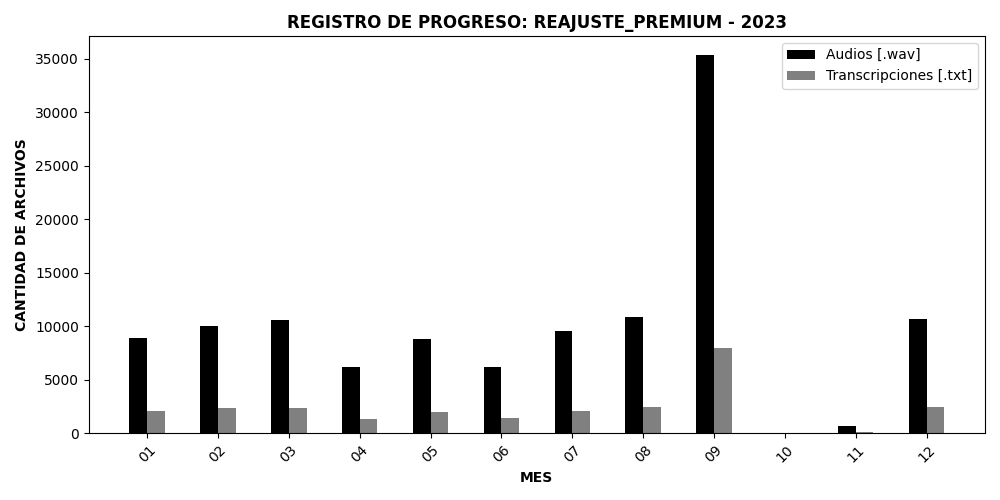 REGISTRO DE PROGRESO: REAJUSTE_PREMIUM - 2023
Audios [.wav]
Transcripciones [.txt]
CANTIDAD DE ARCHIVOS
35000
30000
25000
20000
15000
10000
5000
0
01 02 03 04 05 06 07 08 09 10 11 12
MES